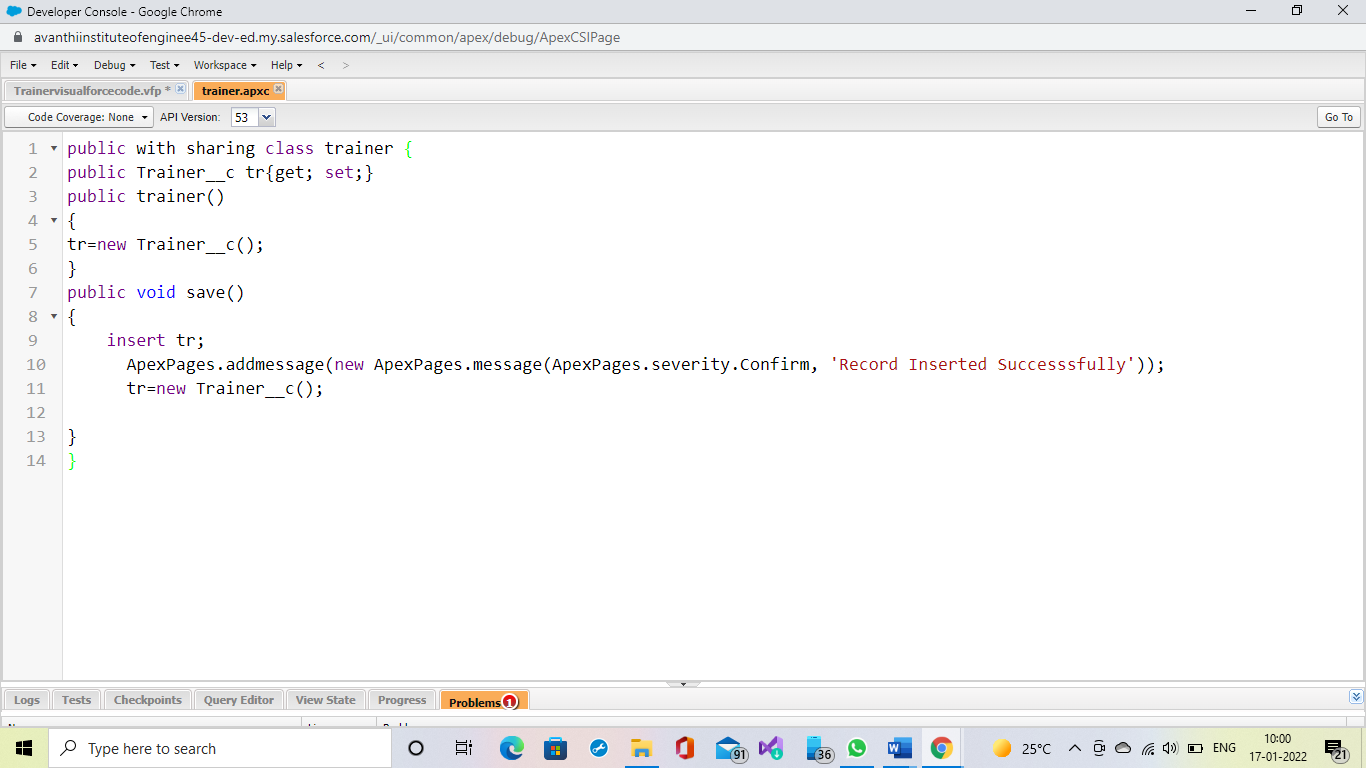 Developer Console - Google Chrome
avanthiinstituteofenginee45-dev-ed.my.salesforce.com/_ui/common/apex/debug/ApexCSIPage
File Edit Debug Test Workspace Help < >
Trainervisualforcecode.vfp * trainer.apxc
Code Coverage: None API Version: 53 Go To
1 public with sharing class trainer {
2 public Trainer__c tr{get; set;}
3 public trainer()
4 {
5 tr=new Trainer__c();
6 }
7 public void save()
8 {
9 insert tr;
10 ApexPages.addmessage(new ApexPages.message(ApexPages.severity.Confirm, 'Record Inserted Successsfully'));
11 tr=new Trainer__c();
12
13 }
14 }
Logs Tests Checkpoints Query Editor View State Progress Problems 1
Type here to search 91 36 25°C ENG 10:00
17-01-2022 21